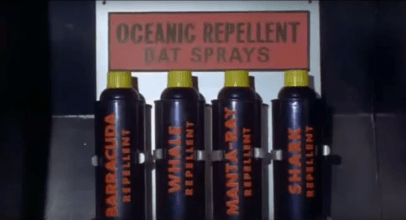 OCEANIC REPELLENT
BAT SPRAYS
BARRACUDA
REPELLENT
WHALE
REPELLENT
MANTA-RAY
REPELLENT
SHARK
REPELLENT